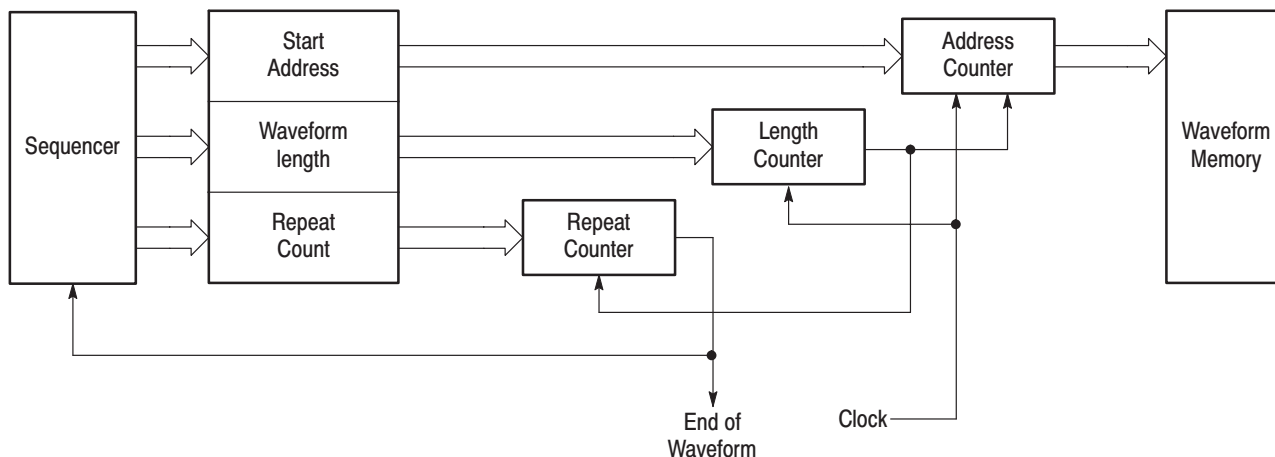 Sequencer
Start
Address
Waveform
length
Repeat
Count
Repeat
Counter
Length
Counter
Address
Counter
Waveform
Memory
End of
Waveform
Clock